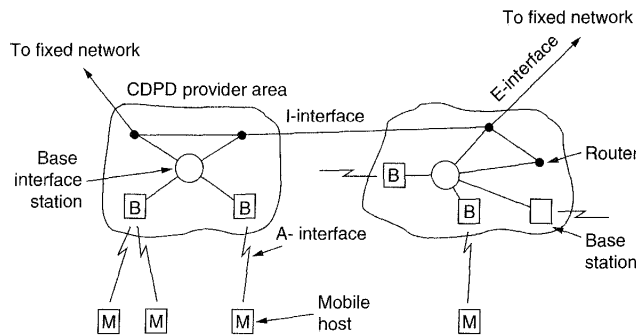 To fixed network
To fixed network
CDPD provider area
E-interface
I-interface
Base
interface
station
Router
B
B
B
B
A- interface
Base
station
Mobile
host
M
M
M
M